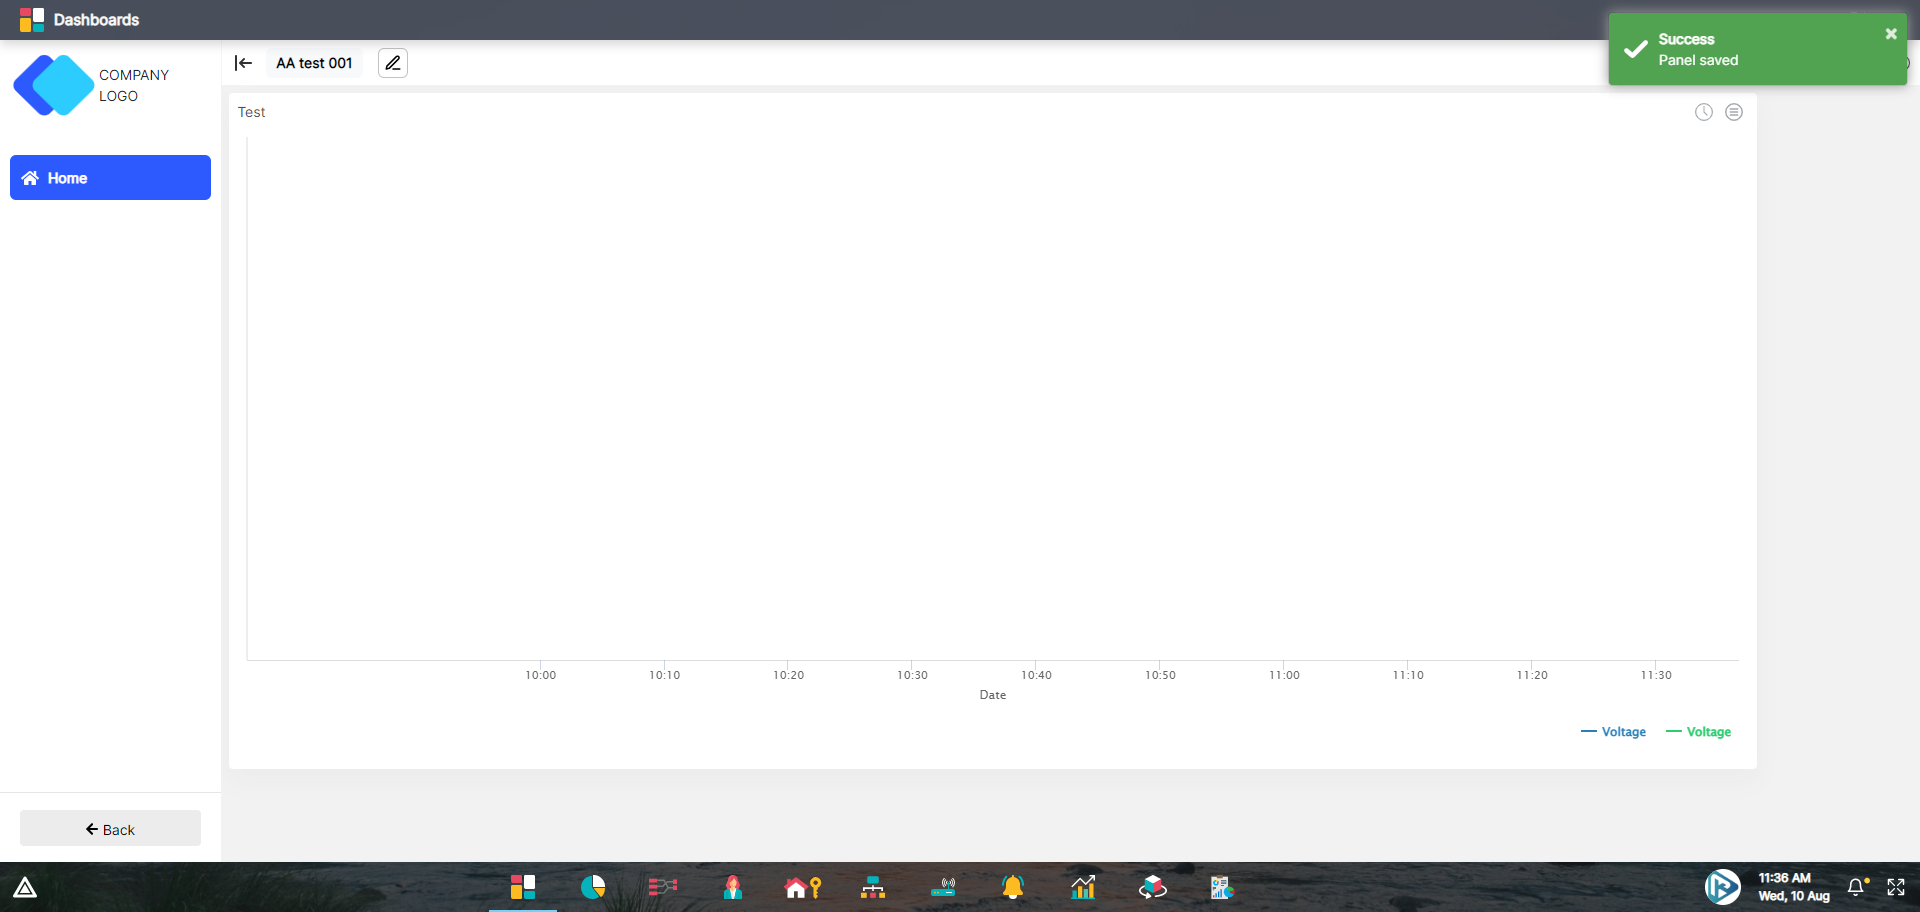 Dashboards
Success
Panel saved
COMPANY
LOGO
AA test 001
Test
Home
10:00 10:10 10:20 10:30 10:40 10:50 11:00 11:10 11:20 11:30
Date
Voltage Voltage
Back
11:36 AM
Wed, 10 Aug